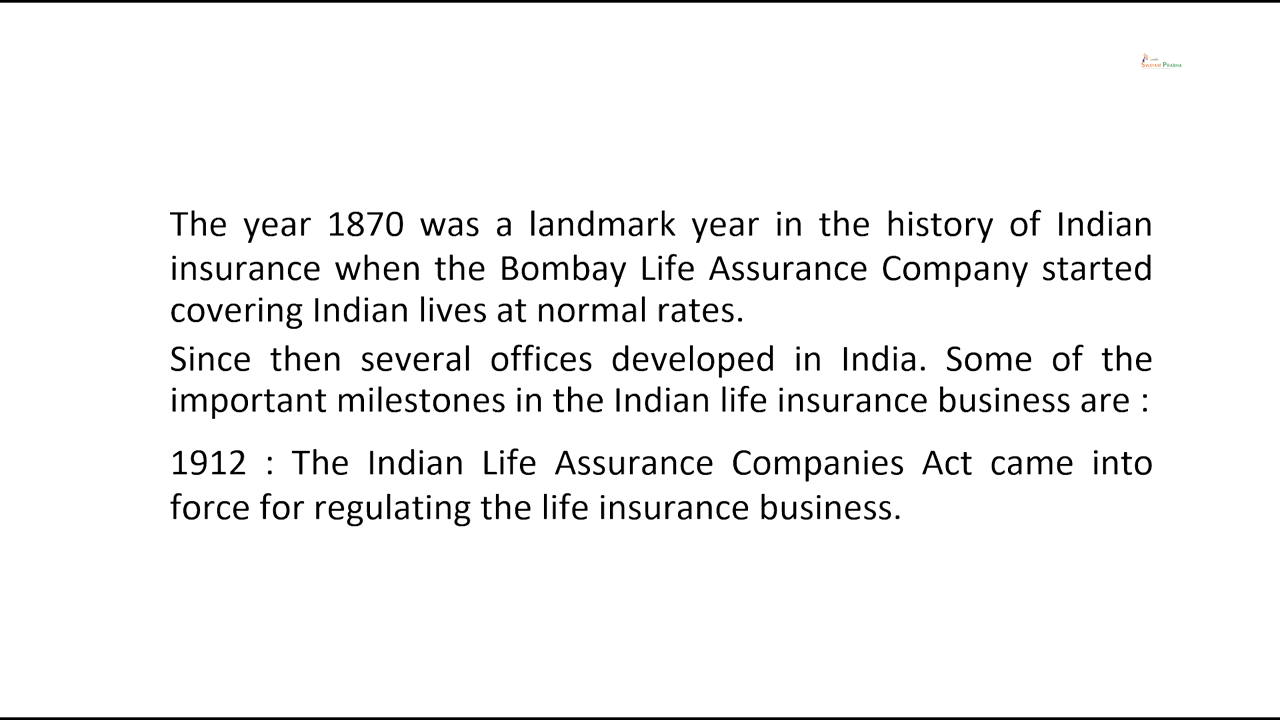 SWAYAM PRABHA
The year 1870 was a landmark year in the history of Indian
insurance when the Bombay Life Assurance Company started
covering Indian lives at normal rates.
Since then several offices developed in India. Some of the
important milestones in the Indian life insurance business are :
1912 : The Indian Life Assurance Companies Act came into
force for regulating the life insurance business.